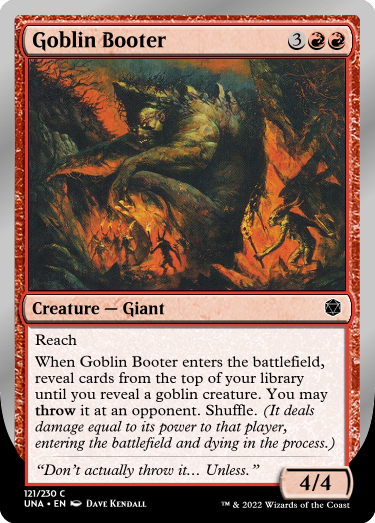 Goblin Booter 3
Creature — Giant
Reach
When Goblin Booter enters the battlefield,
reveal cards from the top of your library
until you reveal a goblin creature. You may
throw it at an opponent. Shuffle. (It deals
damage equal to its power to that player,
entering the battlefield and dying in the process.)
“Don’t actually throw it… Unless.”
4/4
121/230 C
UNA • EN Dave Kendall
™ & 2022 Wizards of the Coast